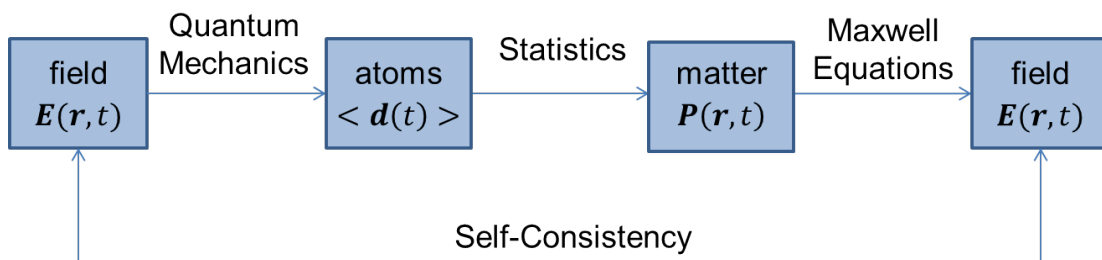 Quantum
Mechanics
Statistics
Maxwell
Equations
field
E(r, t)
atoms
< d(t) >
matter
P(r, t)
field
E(r, t)
Self-Consistency